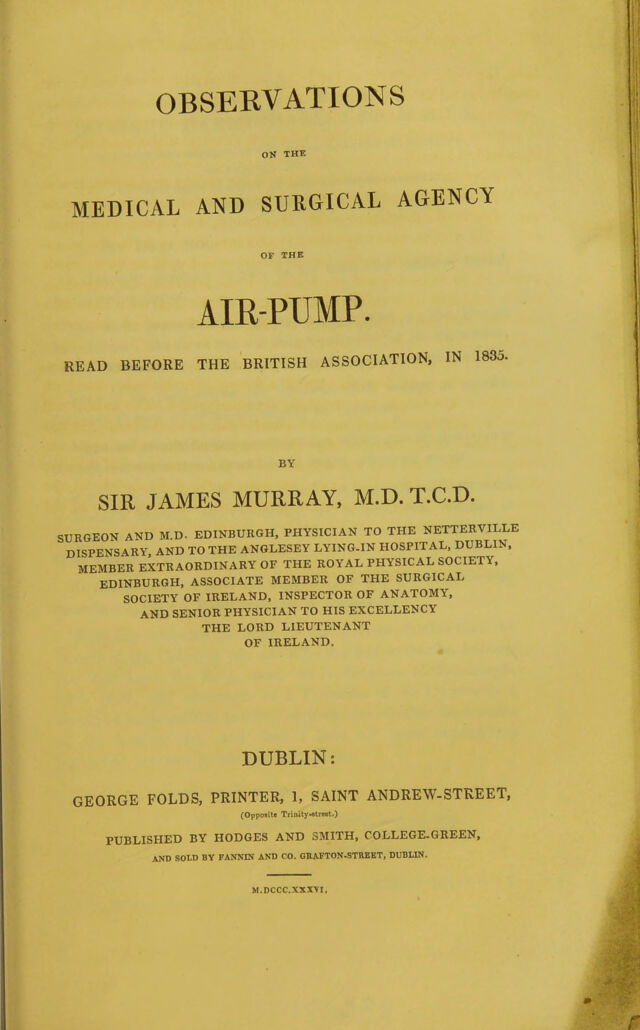 OBSERVATIONS
ON THE
MEDICAL AND SURGICAL AGENCY
OF THE
AIR-PUMP.
READ BEFORE THE BRITISH ASSOCIATION, IN 1835.
BY
SIR JAMES MURRAY, M.D. T.C.D.
SURGEON AND M.D. EDINBURGH, PHYSICIAN TO THE NETTERVILLE
DISPENSARY, AND TO THE ANGLESEY LYING-IN HOSPITAL, DUBLIN,
MEMBER EXTRAORDINARY OF THE ROYAL PHYSICAL SOCIETY,
EDINBURGH, ASSOCIATE MEMBER OF THE SURGICAL
SOCIETY OF IRELAND, INSPECTOR OF ANATOMY,
AND SENIOR PHYSICIAN TO HIS EXCELLENCY
THE LORD LIEUTENANT
OF IRELAND.
DUBLIN:
GEORGE FOLDS, PRINTER, 1, SAINT ANDREW-STREET,
(Opposite Trinity-street.)
PUBLISHED BY HODGES AND SMITH, COLLEGE-GREEN,
AND SOLD BY FANNIN AND CO. GRAFTON-STREET, DUBLIN.
M.DCCC.XXXVI.